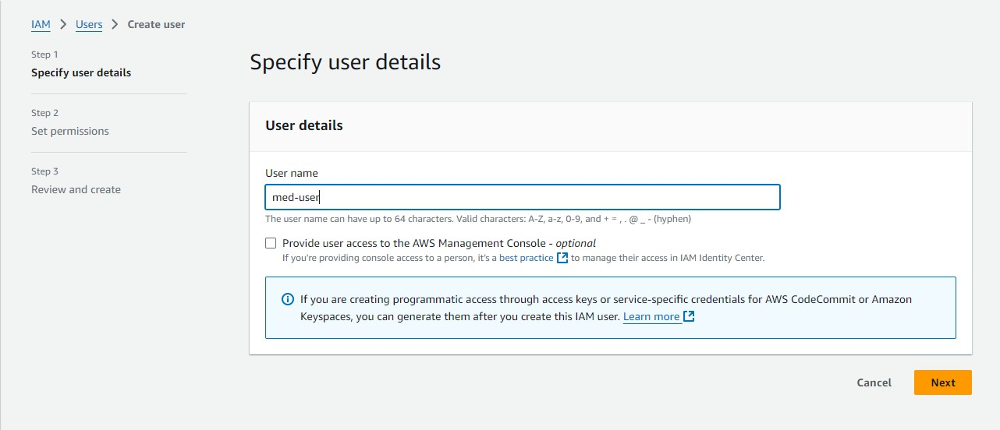 IAM > Users > Create user
Step 1
Specify user details
Step 2
Set permissions
Step 3
Review and create
Specify user details
User details
User name
med-user
The user name can have up to 64 characters. Valid characters: A-Z, a-z, 0-9, and + = , . @ _ - (hyphen)
Provide user access to the AWS Management Console - optional
If you're providing console access to a person, it's a best practice to manage their access in IAM Identity Center.
If you are creating programmatic access through access keys or service-specific credentials for AWS CodeCommit or Amazon
Keyspaces, you can generate them after you create this IAM user. Learn more
Cancel
Next